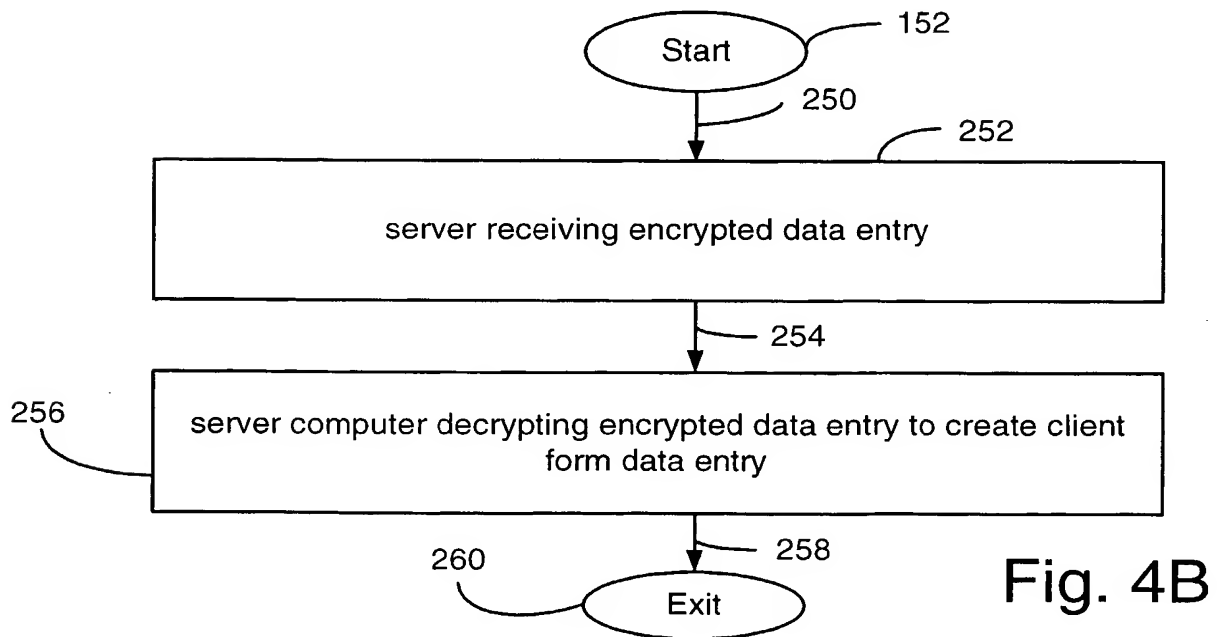 Start
152
250
252
server receiving encrypted data entry
254
256
server computer decrypting encrypted data entry to create client
form data entry
258
260
Exit
Fig. 4B